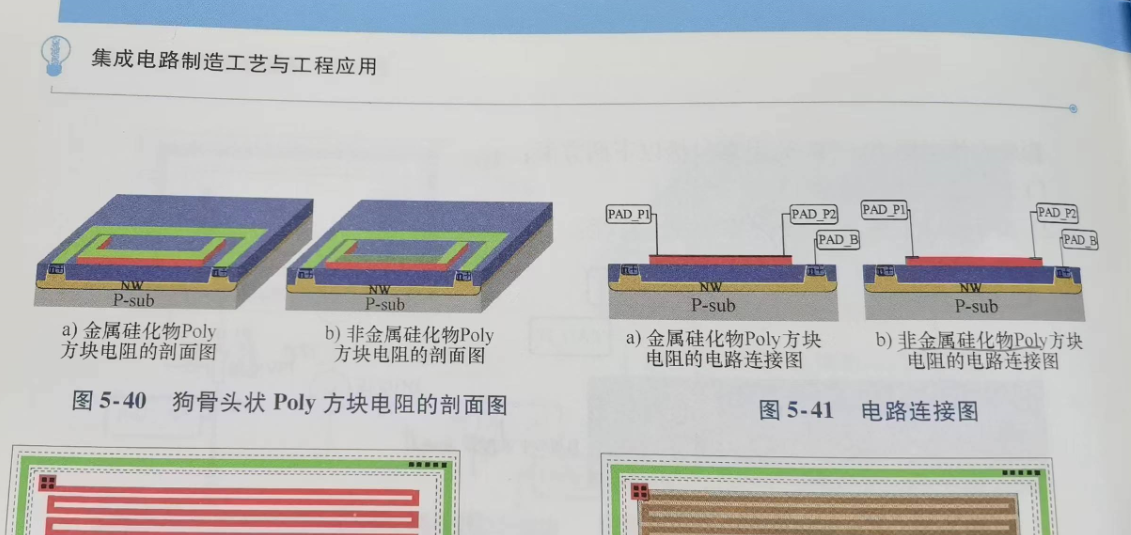 集成电路制造工艺与工程应用
PAD_P1
PAD_P2
PAD_B
PAD_P1
PAD_P2
PAD_B
NW
P-sub
NW
P-sub
NW
P-sub
NW
P-sub
a) 金属硅化物Poly
方块电阻的剖面图
b) 非金属硅化物Poly
方块电阻的剖面图
图 5-40 狗骨头状 Poly 方块电阻的剖面图
a) 金属硅化物Poly方块
电阻的电路连接图
b) 非金属硅化物Poly方块
电阻的电路连接图
图 5-41 电路连接图